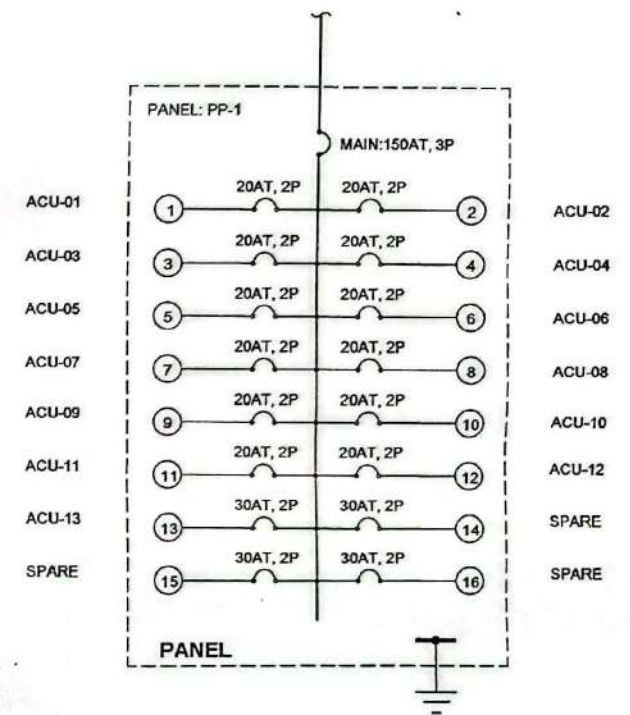 PANEL: PP-1
MAIN:150AT, 3P
20AT, 2P 20AT, 2P
ACU-01 1 2 ACU-02
20AT, 2P 20AT, 2P
ACU-03 3 4 ACU-04
20AT, 2P 20AT, 2P
ACU-05 5 6 ACU-06
20AT, 2P 20AT, 2P
ACU-07 7 8 ACU-08
20AT, 2P 20AT, 2P
ACU-09 9 10 ACU-10
20AT, 2P 20AT, 2P
ACU-11 11 12 ACU-12
30AT, 2P 30AT, 2P
ACU-13 13 14 SPARE
30AT, 2P 30AT, 2P
SPARE 15 16 SPARE
PANEL